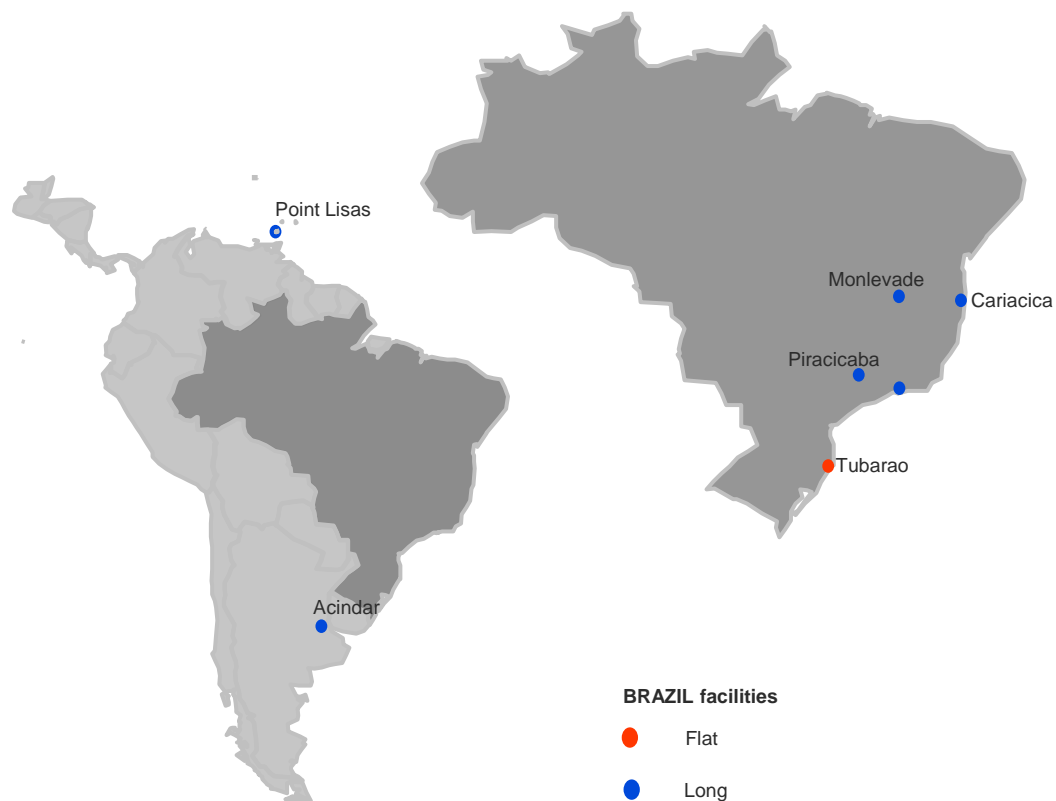 Point Lisas
Monlevade
Cariacica
Piracicaba
Tubarao
Acindar
BRAZIL facilities
Flat
Long